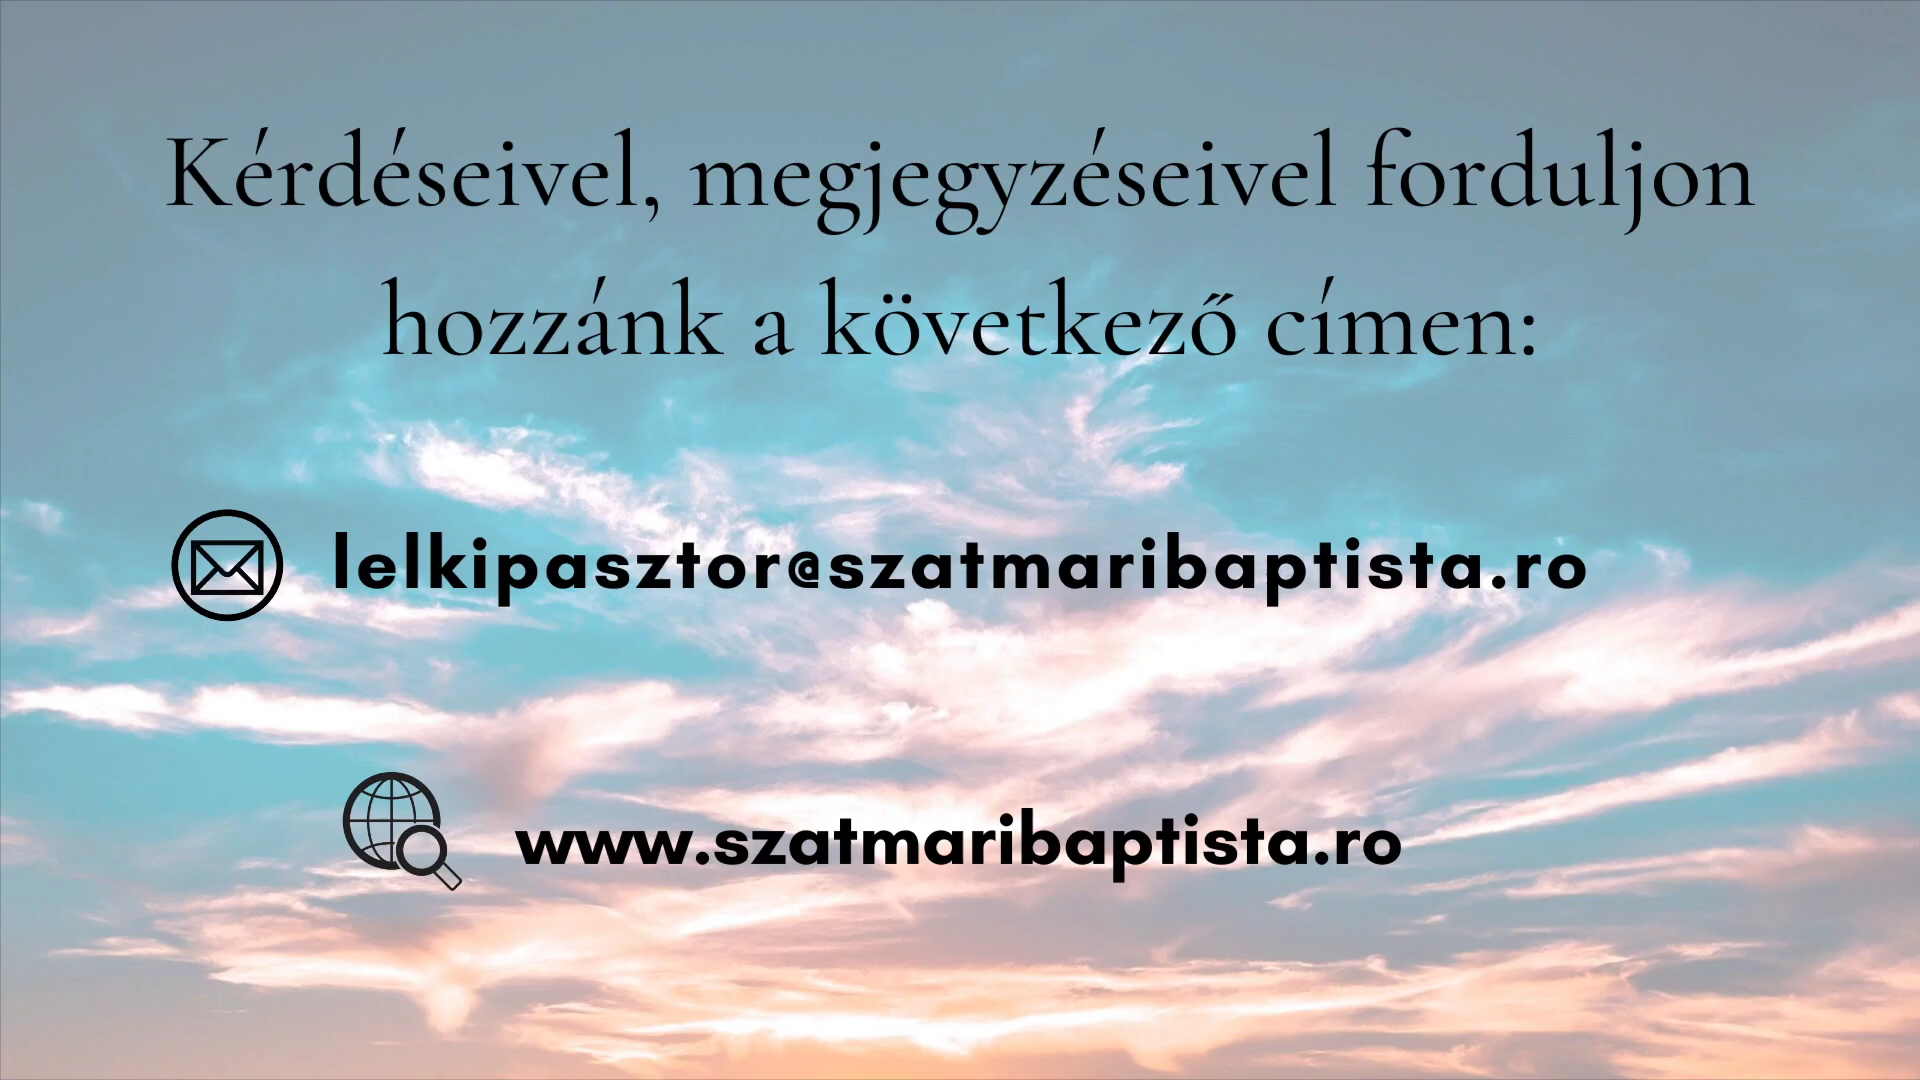 Kérdéseivel, megjegyzéseivel forduljon
hozzánk a következő címen:
lelkipasztor@szatmaribaptista.ro
www.szatmaribaptista.ro